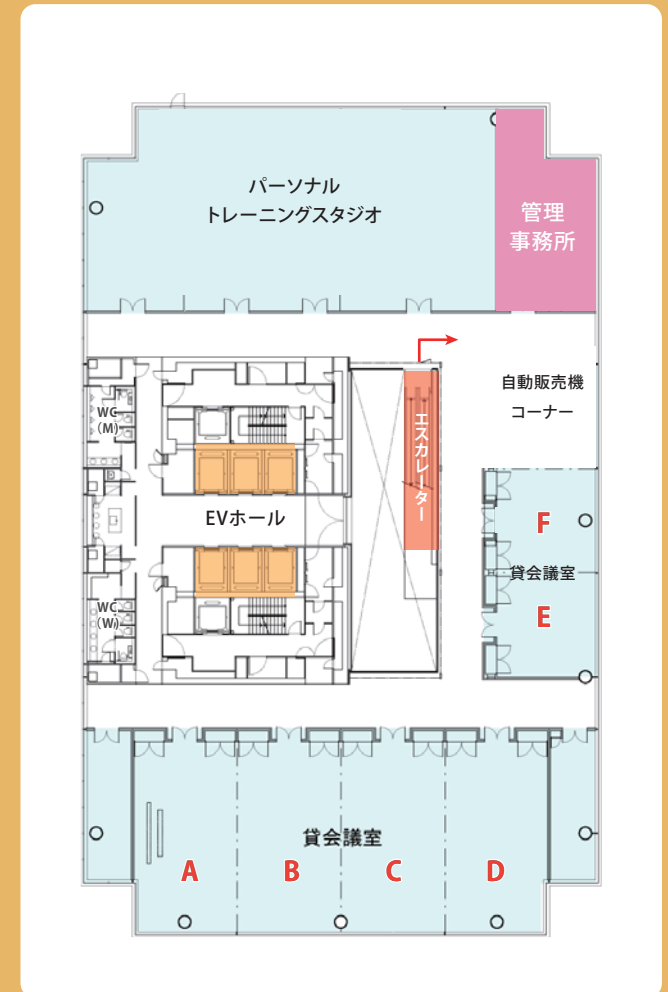 パーソナル
トレーニングスタジオ
管理
事務所
自動販売機
コーナー
WC
(M)
エスカレーター
EVホール
F
貸会議室
E
WC
(W)
貸会議室
A
B
C
D